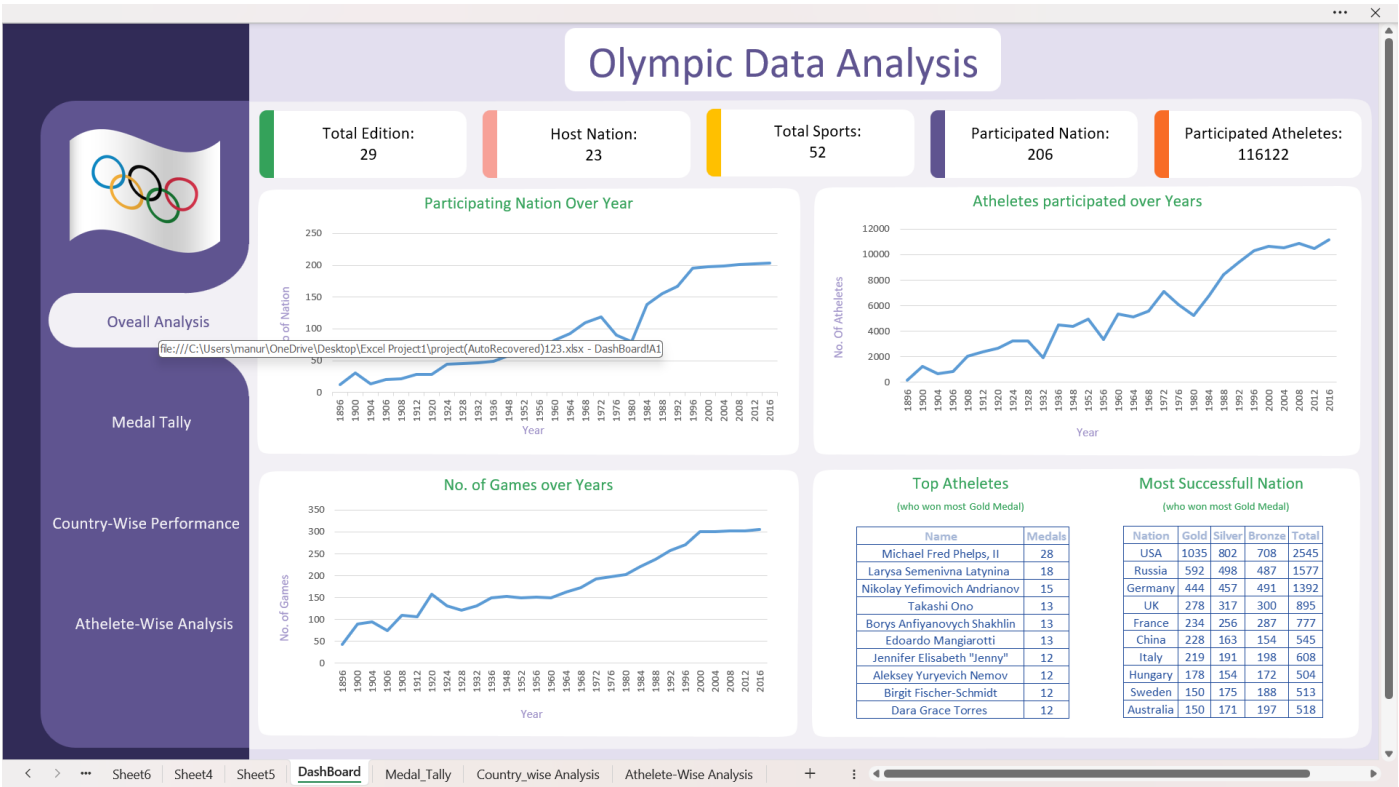 Olympic Data Analysis
Total Edition:
29
Host Nation:
23
Total Sports:
52
Participated Nation:
206
Participated Atheletes:
116122
Oveall Analysis
Medal Tally
Country-Wise Performance
Athelete-Wise Analysis
file:///C:\Users\manur\OneDrive\Desktop\Excel Project1\project(AutoRecovered)123.xlsx - DashBoard!A1
Participating Nation Over Year
250
200
150
100
50
0
of Nation
1896 1900 1904 1906 1908 1912 1920 1924 1928 1932 1936 1948 1952 1956 1960 1964 1968 1972 1976 1980 1984 1988 1992 1996 2000 2004 2008 2012 2016
Year
Atheletes participated over Years
12000
10000
8000
6000
4000
2000
0
No. Of Atheletes
1896 1900 1904 1906 1908 1912 1920 1924 1928 1932 1936 1948 1952 1956 1960 1964 1968 1972 1976 1980 1984 1988 1992 1996 2000 2004 2008 2012 2016
Year
No. of Games over Years
350
300
250
200
150
100
50
0
No. of Games
1896 1900 1904 1906 1908 1912 1920 1924 1928 1932 1936 1948 1952 1956 1960 1964 1968 1972 1976 1980 1984 1988 1992 1996 2000 2004 2008 2012 2016
Year
Top Atheletes
(who won most Gold Medal)
Name Medals
Michael Fred Phelps, II 28
Larysa Semenivna Latynina 18
Nikolay Yefimovich Andrianov 15
Takashi Ono 13
Borys Anfiyanovych Shakhlin 13
Edoardo Mangiarotti 13
Jennifer Elisabeth "Jenny" 12
Aleksey Yuryevich Nemov 12
Birgit Fischer-Schmidt 12
Dara Grace Torres 12
Most Successfull Nation
(who won most Gold Medal)
Nation Gold Silver Bronze Total
USA 1035 802 708 2545
Russia 592 498 487 1577
Germany 444 457 491 1392
UK 278 317 300 895
France 234 256 287 777
China 228 163 154 545
Italy 219 191 198 608
Hungary 178 154 172 504
Sweden 150 175 188 513
Australia 150 171 197 518
Sheet6 Sheet4 Sheet5 DashBoard Medal_Tally Country_wise Analysis Athelete-Wise Analysis